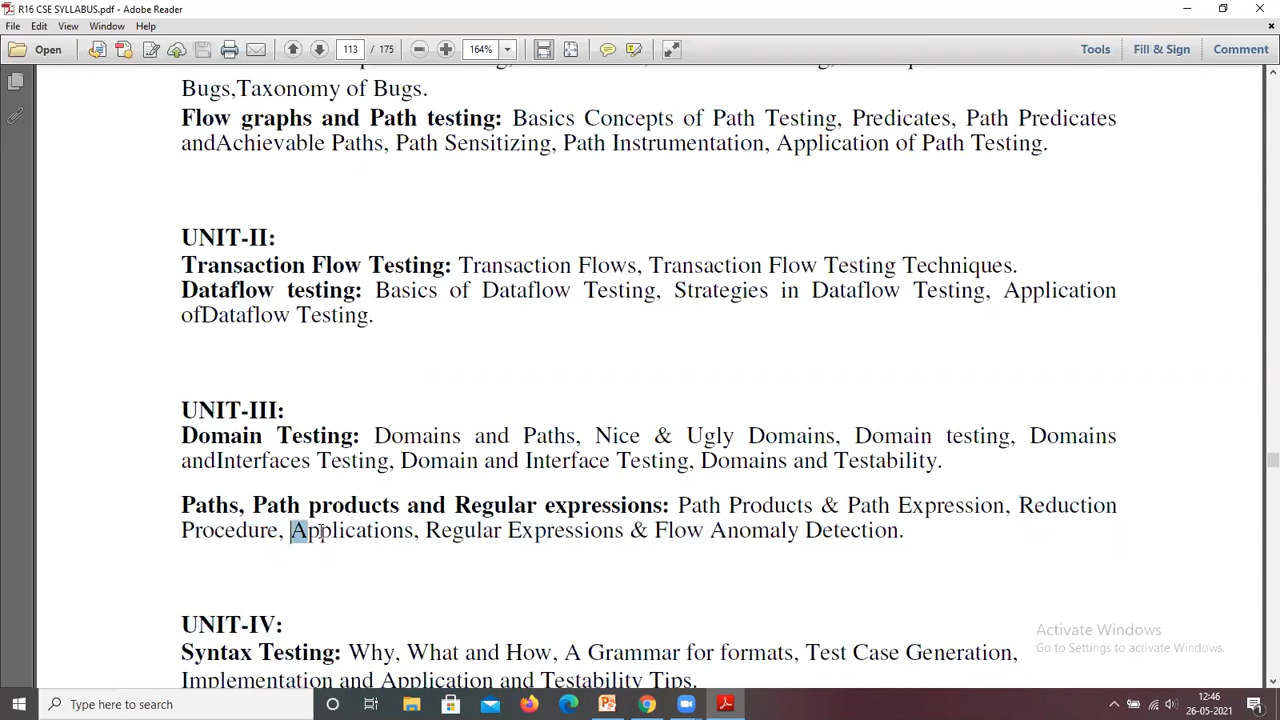 R16 CSE SYLLABUS.pdf - Adobe Reader
File Edit View Window Help
Open 113 / 175 164% Tools Fill & Sign Comment
Bugs,Taxonomy of Bugs.
Flow graphs and Path testing: Basics Concepts of Path Testing, Predicates, Path Predicates
andAchievable Paths, Path Sensitizing, Path Instrumentation, Application of Path Testing.
UNIT-II:
Transaction Flow Testing: Transaction Flows, Transaction Flow Testing Techniques.
Dataflow testing: Basics of Dataflow Testing, Strategies in Dataflow Testing, Application
ofDataflow Testing.
UNIT-III:
Domain Testing: Domains and Paths, Nice & Ugly Domains, Domain testing, Domains
andInterfaces Testing, Domain and Interface Testing, Domains and Testability.
Paths, Path products and Regular expressions: Path Products & Path Expression, Reduction
Procedure, Applications, Regular Expressions & Flow Anomaly Detection.
UNIT-IV:
Syntax Testing: Why, What and How, A Grammar for formats, Test Case Generation,
Implementation and Application and Testability Tips.
Activate Windows
Go to Settings to activate Windows.
Type here to search
12:46
26-05-2021